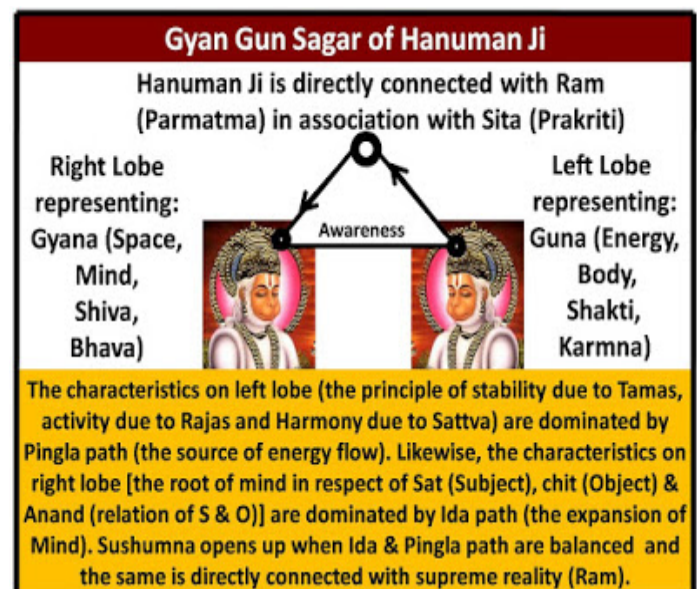 Gyan Gun Sagar of Hanuman Ji
Hanuman Ji is directly connected with Ram
(Parmatma) in association with Sita (Prakriti)
Right Lobe
representing:
Gyana (Space,
Mind,
Shiva,
Bhava)
Awareness
Left Lobe
representing:
Guna (Energy,
Body,
Shakti,
Karmna)
The characteristics on left lobe (the principle of stability due to Tamas,
activity due to Rajas and Harmony due to Sattva) are dominated by
Pingla path (the source of energy flow). Likewise, the characteristics on
right lobe [the root of mind in respect of Sat (Subject), chit (Object) &
Anand (relation of S & O)] are dominated by Ida path (the expansion of
Mind). Sushumna opens up when Ida & Pingla path are balanced and
the same is directly connected with supreme reality (Ram).